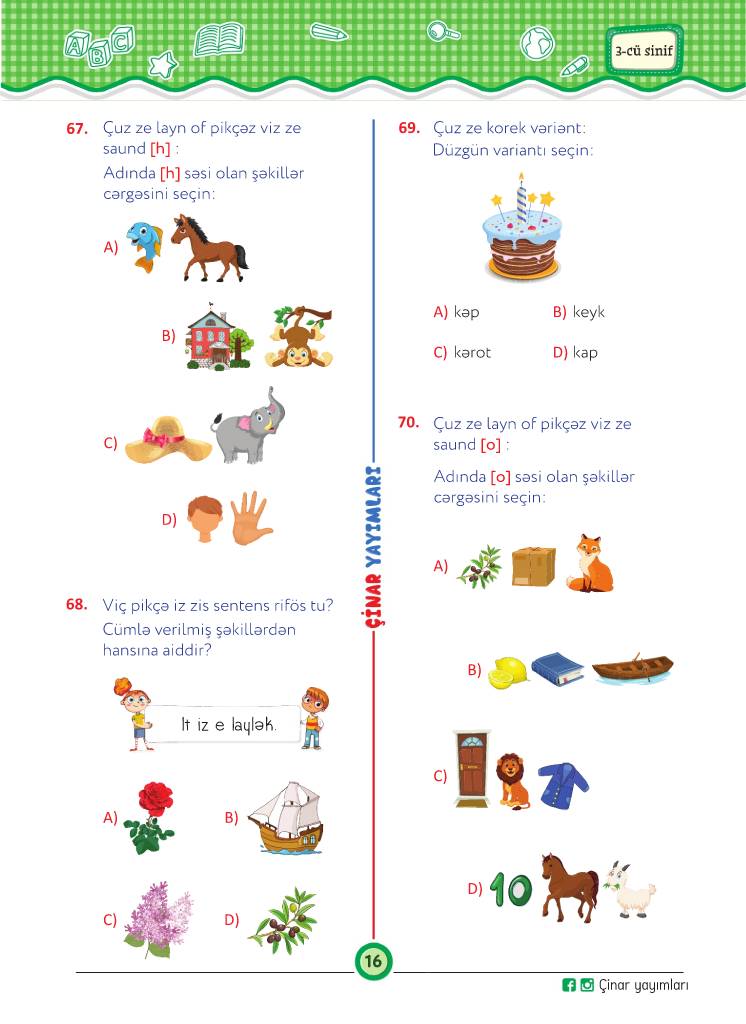 ABC
3-cü sinif
67. Çuz ze layn of pikçəz viz ze
saund [h] :
Adında [h] səsi olan şəkillər
cərgəsini seçin:
A)
B)
C)
D)
68. Viç pikçə iz zis sentens rifös tu?
Cümlə verilmiş şəkillərdən
hansına aiddir?
It iz e laylək.
A)
B)
C)
D)
ÇİNAR YAYIMLARI
69. Çuz ze korek vəriənt:
Düzgün variantı seçin:
A) kəp
B) keyk
C) kərot
D) kap
70. Çuz ze layn of pikçəz viz ze
saund [o] :
Adında [o] səsi olan şəkillər
cərgəsini seçin:
A)
B)
C)
D)
10
16
Çinar yayımları